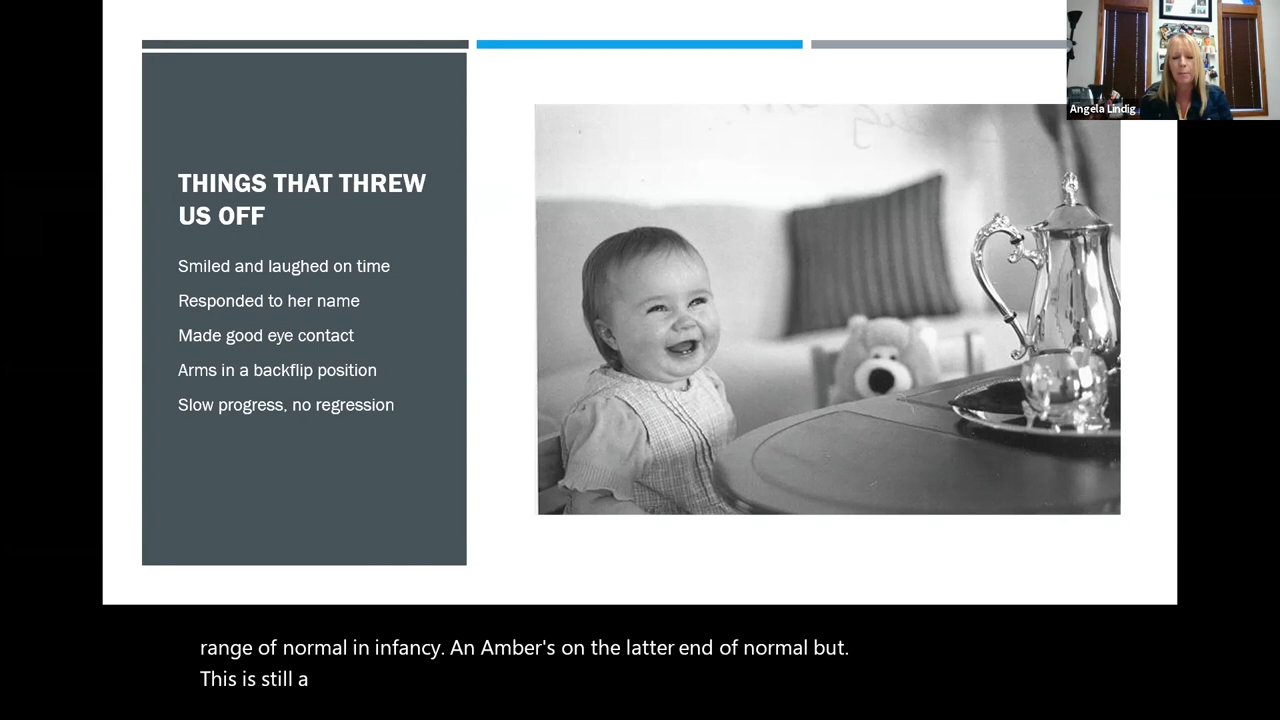 Angela Lindig
THINGS THAT THREW
US OFF
Smiled and laughed on time
Responded to her name
Made good eye contact
Arms in a backflip position
Slow progress, no regression
range of normal in infancy. An Amber's on the latter end of normal but.
This is still a